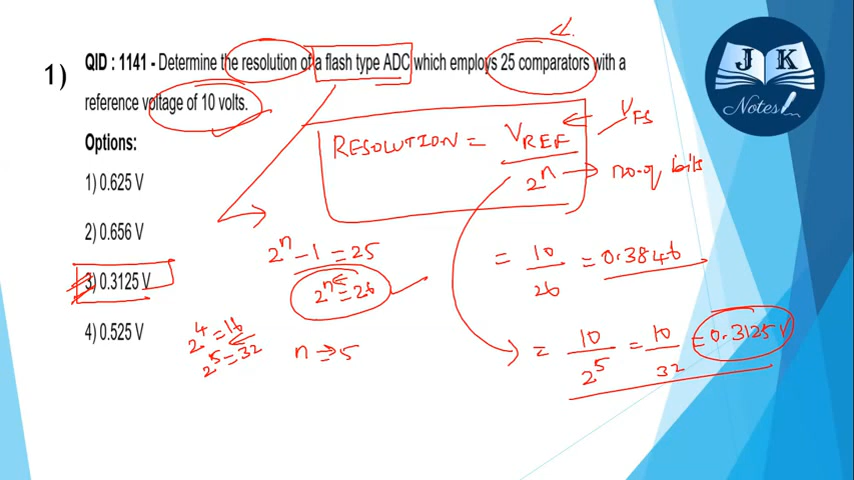 1)
QID : 1141 - Determine the resolution of a flash type ADC which employs 25 comparators with a
reference voltage of 10 volts.
Options:
1) 0.625 V
2) 0.656 V
3) 0.3125 V
4) 0.525 V
J K
Notes
RESOLUTION = V_REF / 2^n
V_FS
no. of bits
2^n - 1 = 25
2^n = 26
2^4 = 16
2^5 = 32
n ⇒ 5
= 10/26 = 0.3846
= 10/2^5 = 10/32 = 0.3125 V